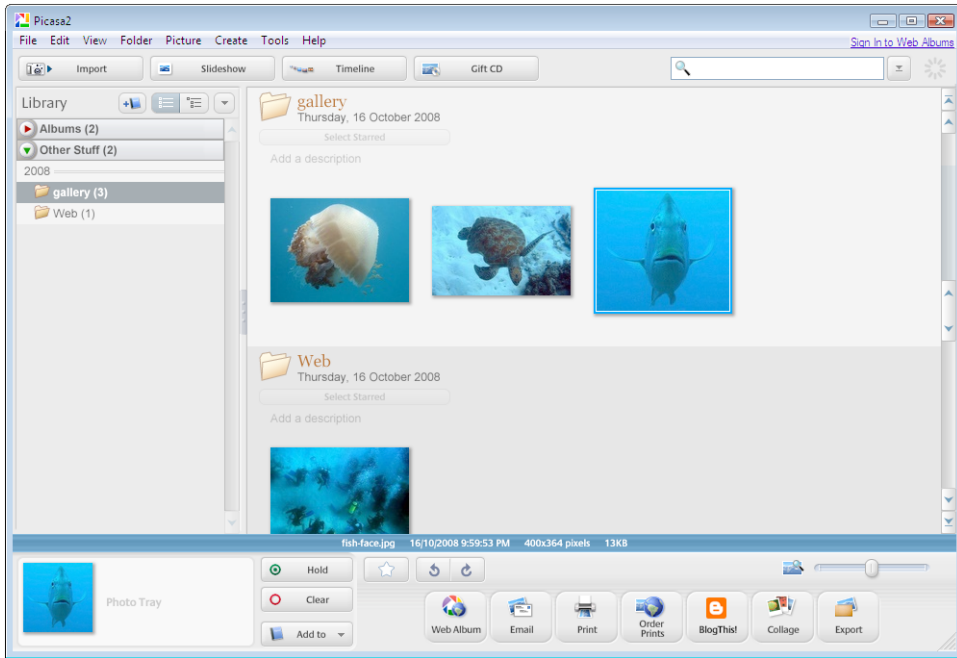 Picasa2
File Edit View Folder Picture Create Tools Help
Sign In to Web Albums
Import Slideshow Timeline Gift CD
Library
Albums (2)
Other Stuff (2)
2008
gallery (3)
Web (1)
gallery
Thursday, 16 October 2008
Select Starred
Add a description
Web
Thursday, 16 October 2008
Select Starred
Add a description
fish-face.jpg 16/10/2008 9:59:53 PM 400x364 pixels 13KB
Photo Tray
Hold
Clear
Add to
Web Album Email Print Order Prints BlogThis! Collage Export